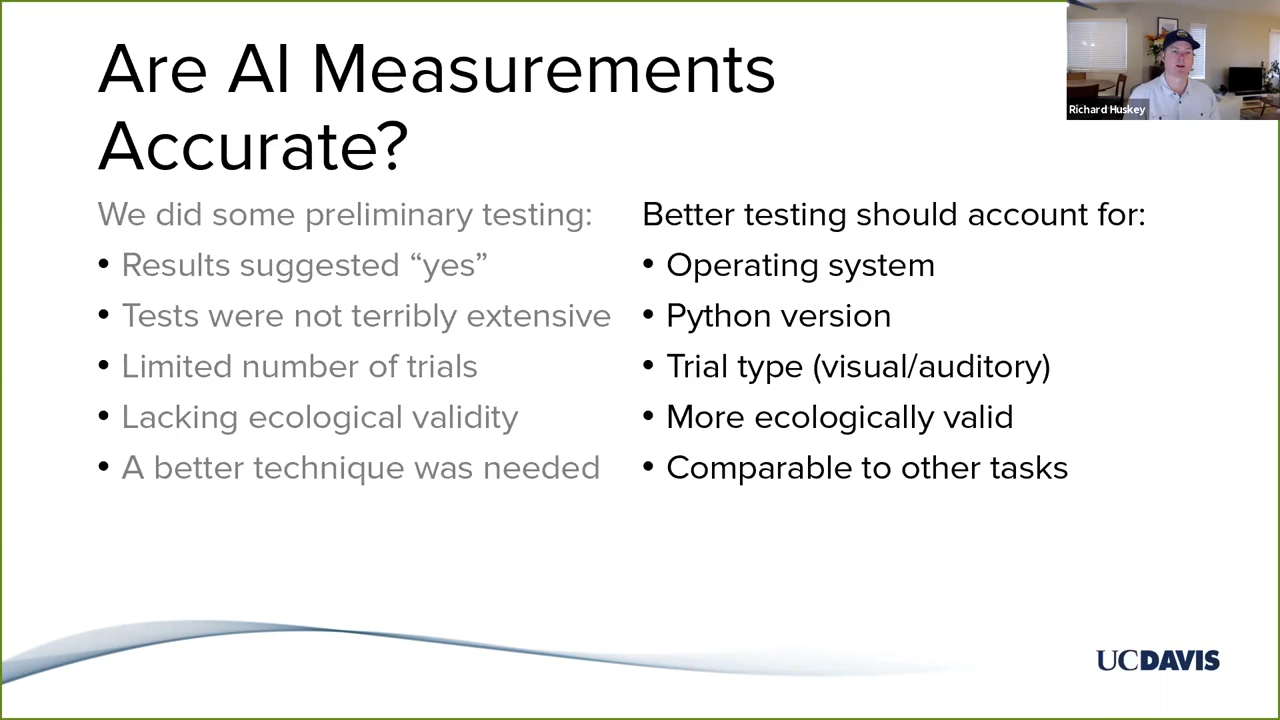 Are AI Measurements
Accurate?
We did some preliminary testing:
• Results suggested “yes”
• Tests were not terribly extensive
• Limited number of trials
• Lacking ecological validity
• A better technique was needed
Better testing should account for:
• Operating system
• Python version
• Trial type (visual/auditory)
• More ecologically valid
• Comparable to other tasks
Richard Huskey
UCDAVIS